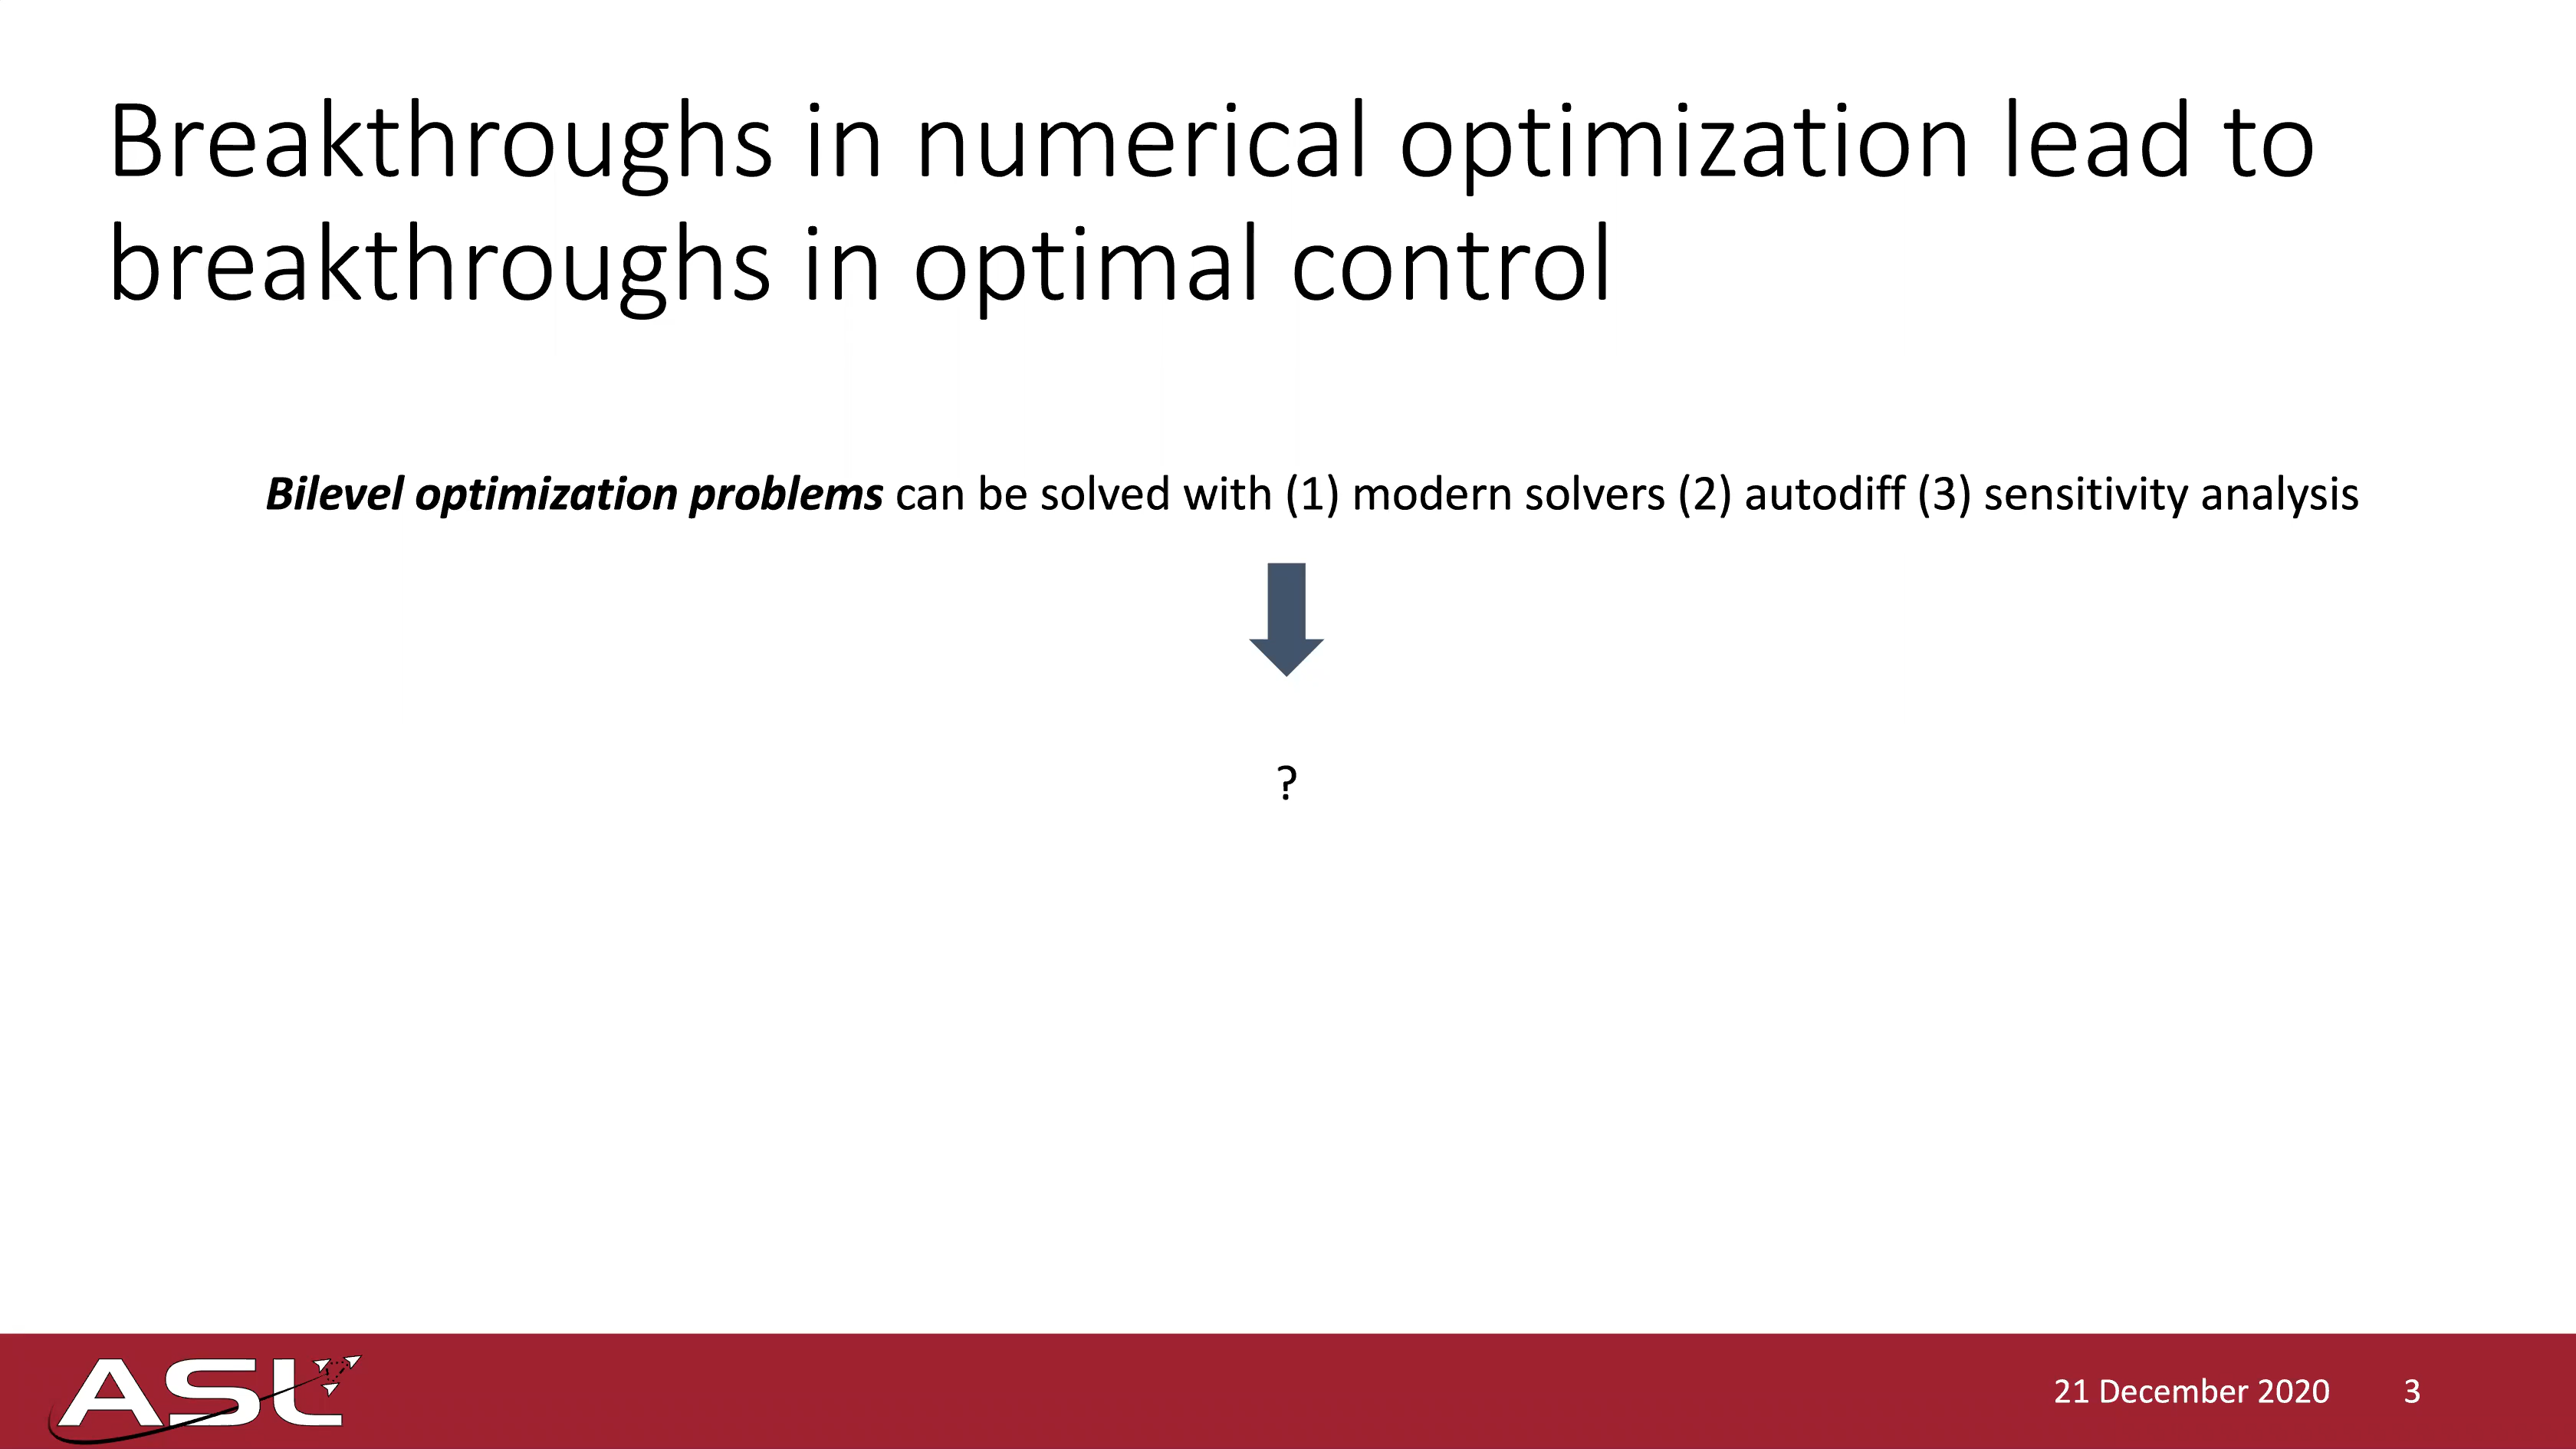 Breakthroughs in numerical optimization lead to
breakthroughs in optimal control
Bilevel optimization problems can be solved with (1) modern solvers (2) autodiff (3) sensitivity analysis
?
ASL
21 December 2020
3